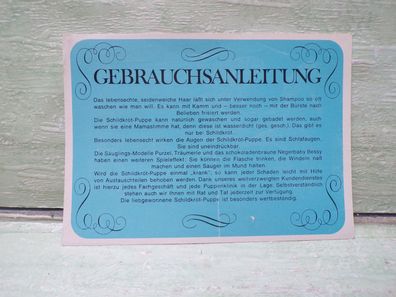 GEBRAUCHSANLEITUNG
Das lebensechte, seidenweiche Haar läßt sich unter Verwendung von Shampoo so oft
waschen wie man will. Es kann mit Kamm und – besser noch – mit der Bürste nach
Belieben frisiert werden.
Die Schildkröt-Puppe kann natürlich gewaschen und sogar gebadet werden, auch
wenn sie eine Mamastimme hat, denn diese ist wasserdicht (ges. gesch.). Das gibt es
nur bei Schildkröt.
Besonders lebensecht wirken die Augen der Schildkröt-Puppe. Es sind Schlafaugen.
Sie sind uneindrückbar.
Die Säuglings-Modelle Purzel, Träumerle und das schokoladenbraune Negerbaby Bessy
haben einen weiteren Spieleffekt: Sie können die Flasche trinken, die Windeln naß
machen und einen Sauger im Mund halten.
Wird die Schildkröt-Puppe einmal „krank", so kann jeder Schaden leicht mit Hilfe
von Austauschteilen behoben werden. Dank unseres weitverzweigten Kundendienstes
ist hierzu jedes Fachgeschäft und jede Puppenklinik in der Lage. Selbstverständlich
stehen auch wir Ihnen mit Rat und Tat jederzeit zur Verfügung.
Die liebgewonnene Schildkröt-Puppe ist besonders wertbeständig.